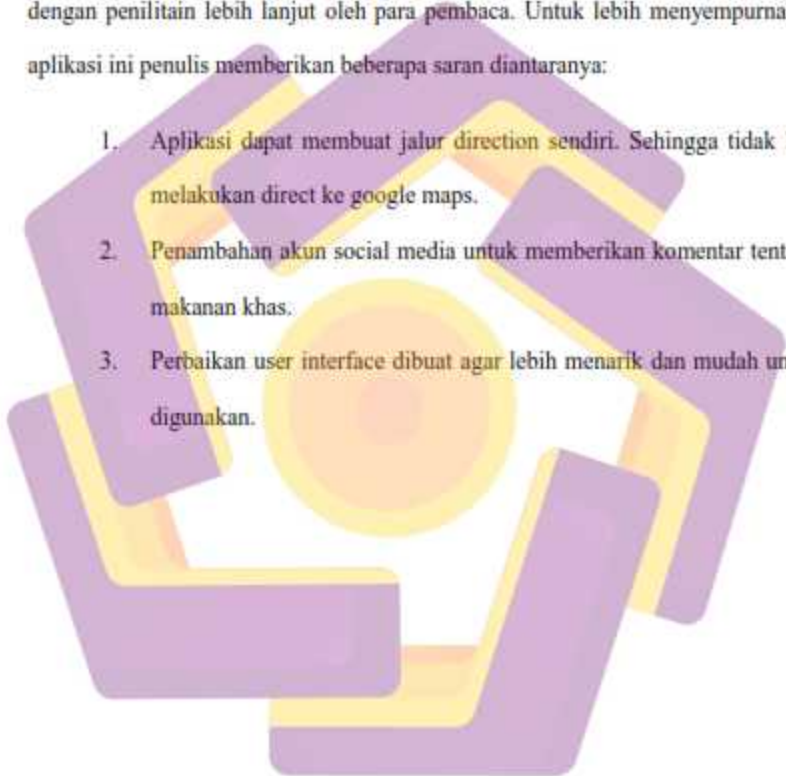 dengan penilitain lebih lanjut oleh para pembaca. Untuk lebih menyempurna
aplikasi ini penulis memberikan beberapa saran diantaranya:
1. Aplikasi dapat membuat jalur direction sendiri. Sehingga tidak
melakukan direct ke google maps.
2. Penambahan akun social media untuk memberikan komentar tent
makanan khas.
3. Perbaikan user interface dibuat agar lebih menarik dan mudah un
digunakan.